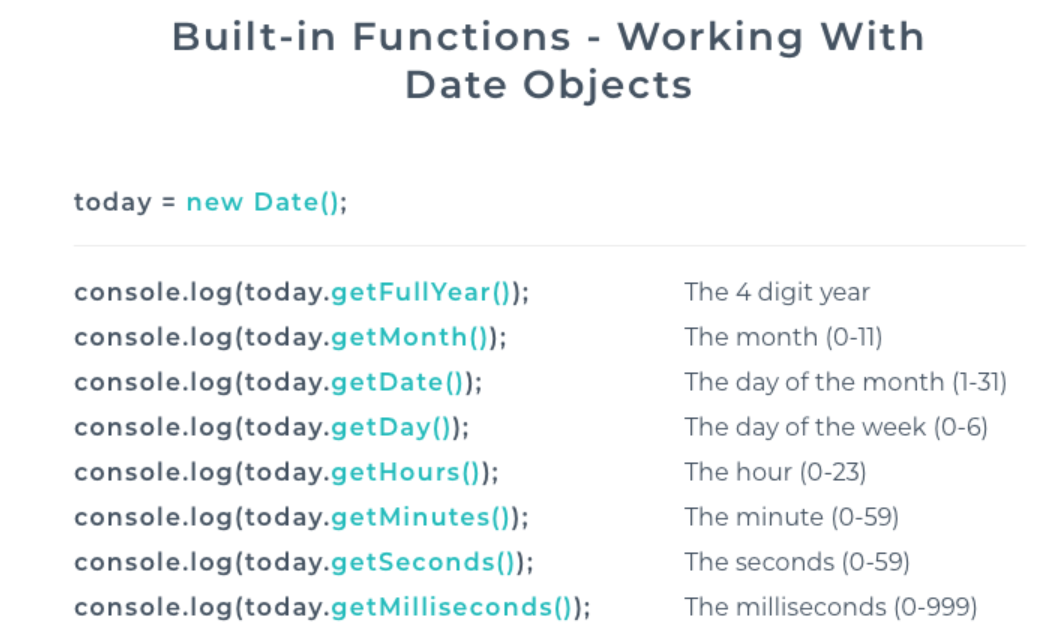 Built-in Functions - Working With
Date Objects
today = new Date();
console.log(today.getFullYear()); The 4 digit year
console.log(today.getMonth()); The month (0-11)
console.log(today.getDate()); The day of the month (1-31)
console.log(today.getDay()); The day of the week (0-6)
console.log(today.getHours()); The hour (0-23)
console.log(today.getMinutes()); The minute (0-59)
console.log(today.getSeconds()); The seconds (0-59)
console.log(today.getMilliseconds()); The milliseconds (0-999)